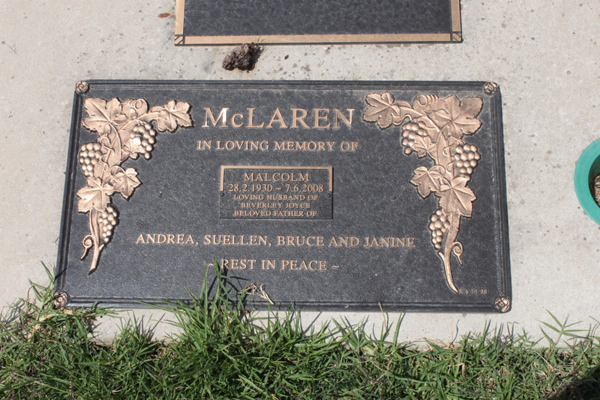 McLAREN
IN LOVING MEMORY OF
MALCOLM
28.2.1930 ~ 7.6.2008
LOVING HUSBAND OF
BEVERLEY JOYCE
BELOVED FATHER OF
ANDREA, SUELLEN, BRUCE AND JANINE
~ REST IN PEACE ~